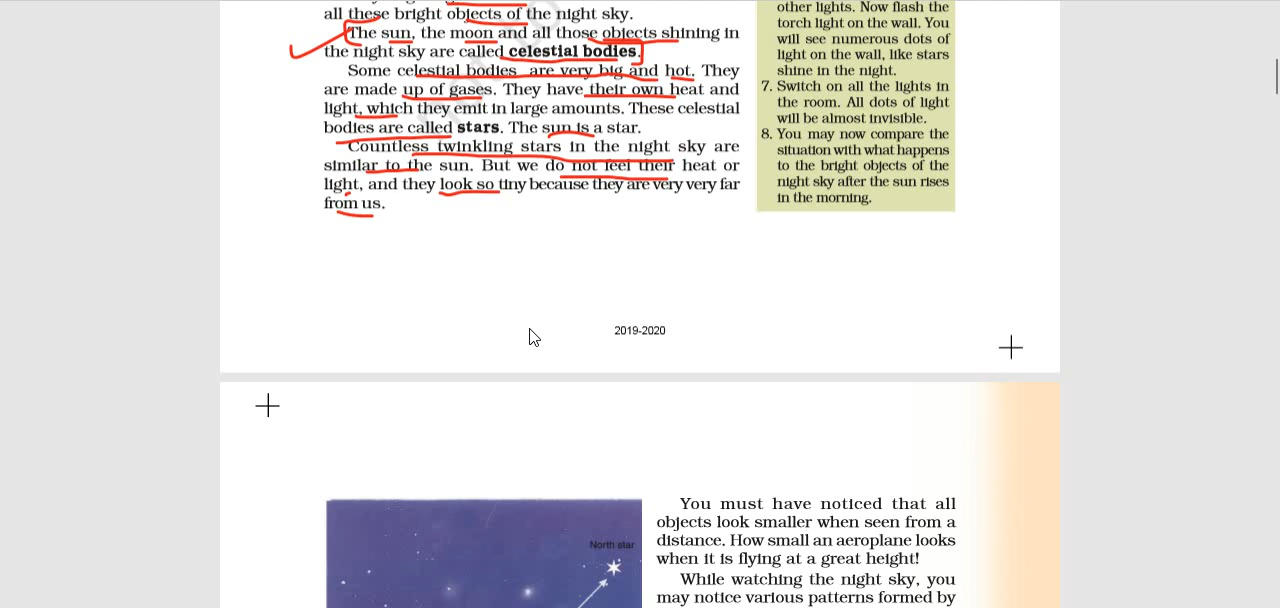 all these bright objects of the night sky.
The sun, the moon and all those objects shining in
the night sky are called celestial bodies.
Some celestial bodies are very big and hot. They
are made up of gases. They have their own heat and
light, which they emit in large amounts. These celestial
bodies are called stars. The sun is a star.
Countless twinkling stars in the night sky are
similar to the sun. But we do not feel their heat or
light, and they look so tiny because they are very very far
from us.
other lights. Now flash the
torch light on the wall. You
will see numerous dots of
light on the wall, like stars
shine in the night.
7. Switch on all the lights in
the room. All dots of light
will be almost invisible.
8. You may now compare the
situation with what happens
to the bright objects of the
night sky after the sun rises
in the morning.
2019-2020
North star
You must have noticed that all
objects look smaller when seen from a
distance. How small an aeroplane looks
when it is flying at a great height!
While watching the night sky, you
may notice various patterns formed by